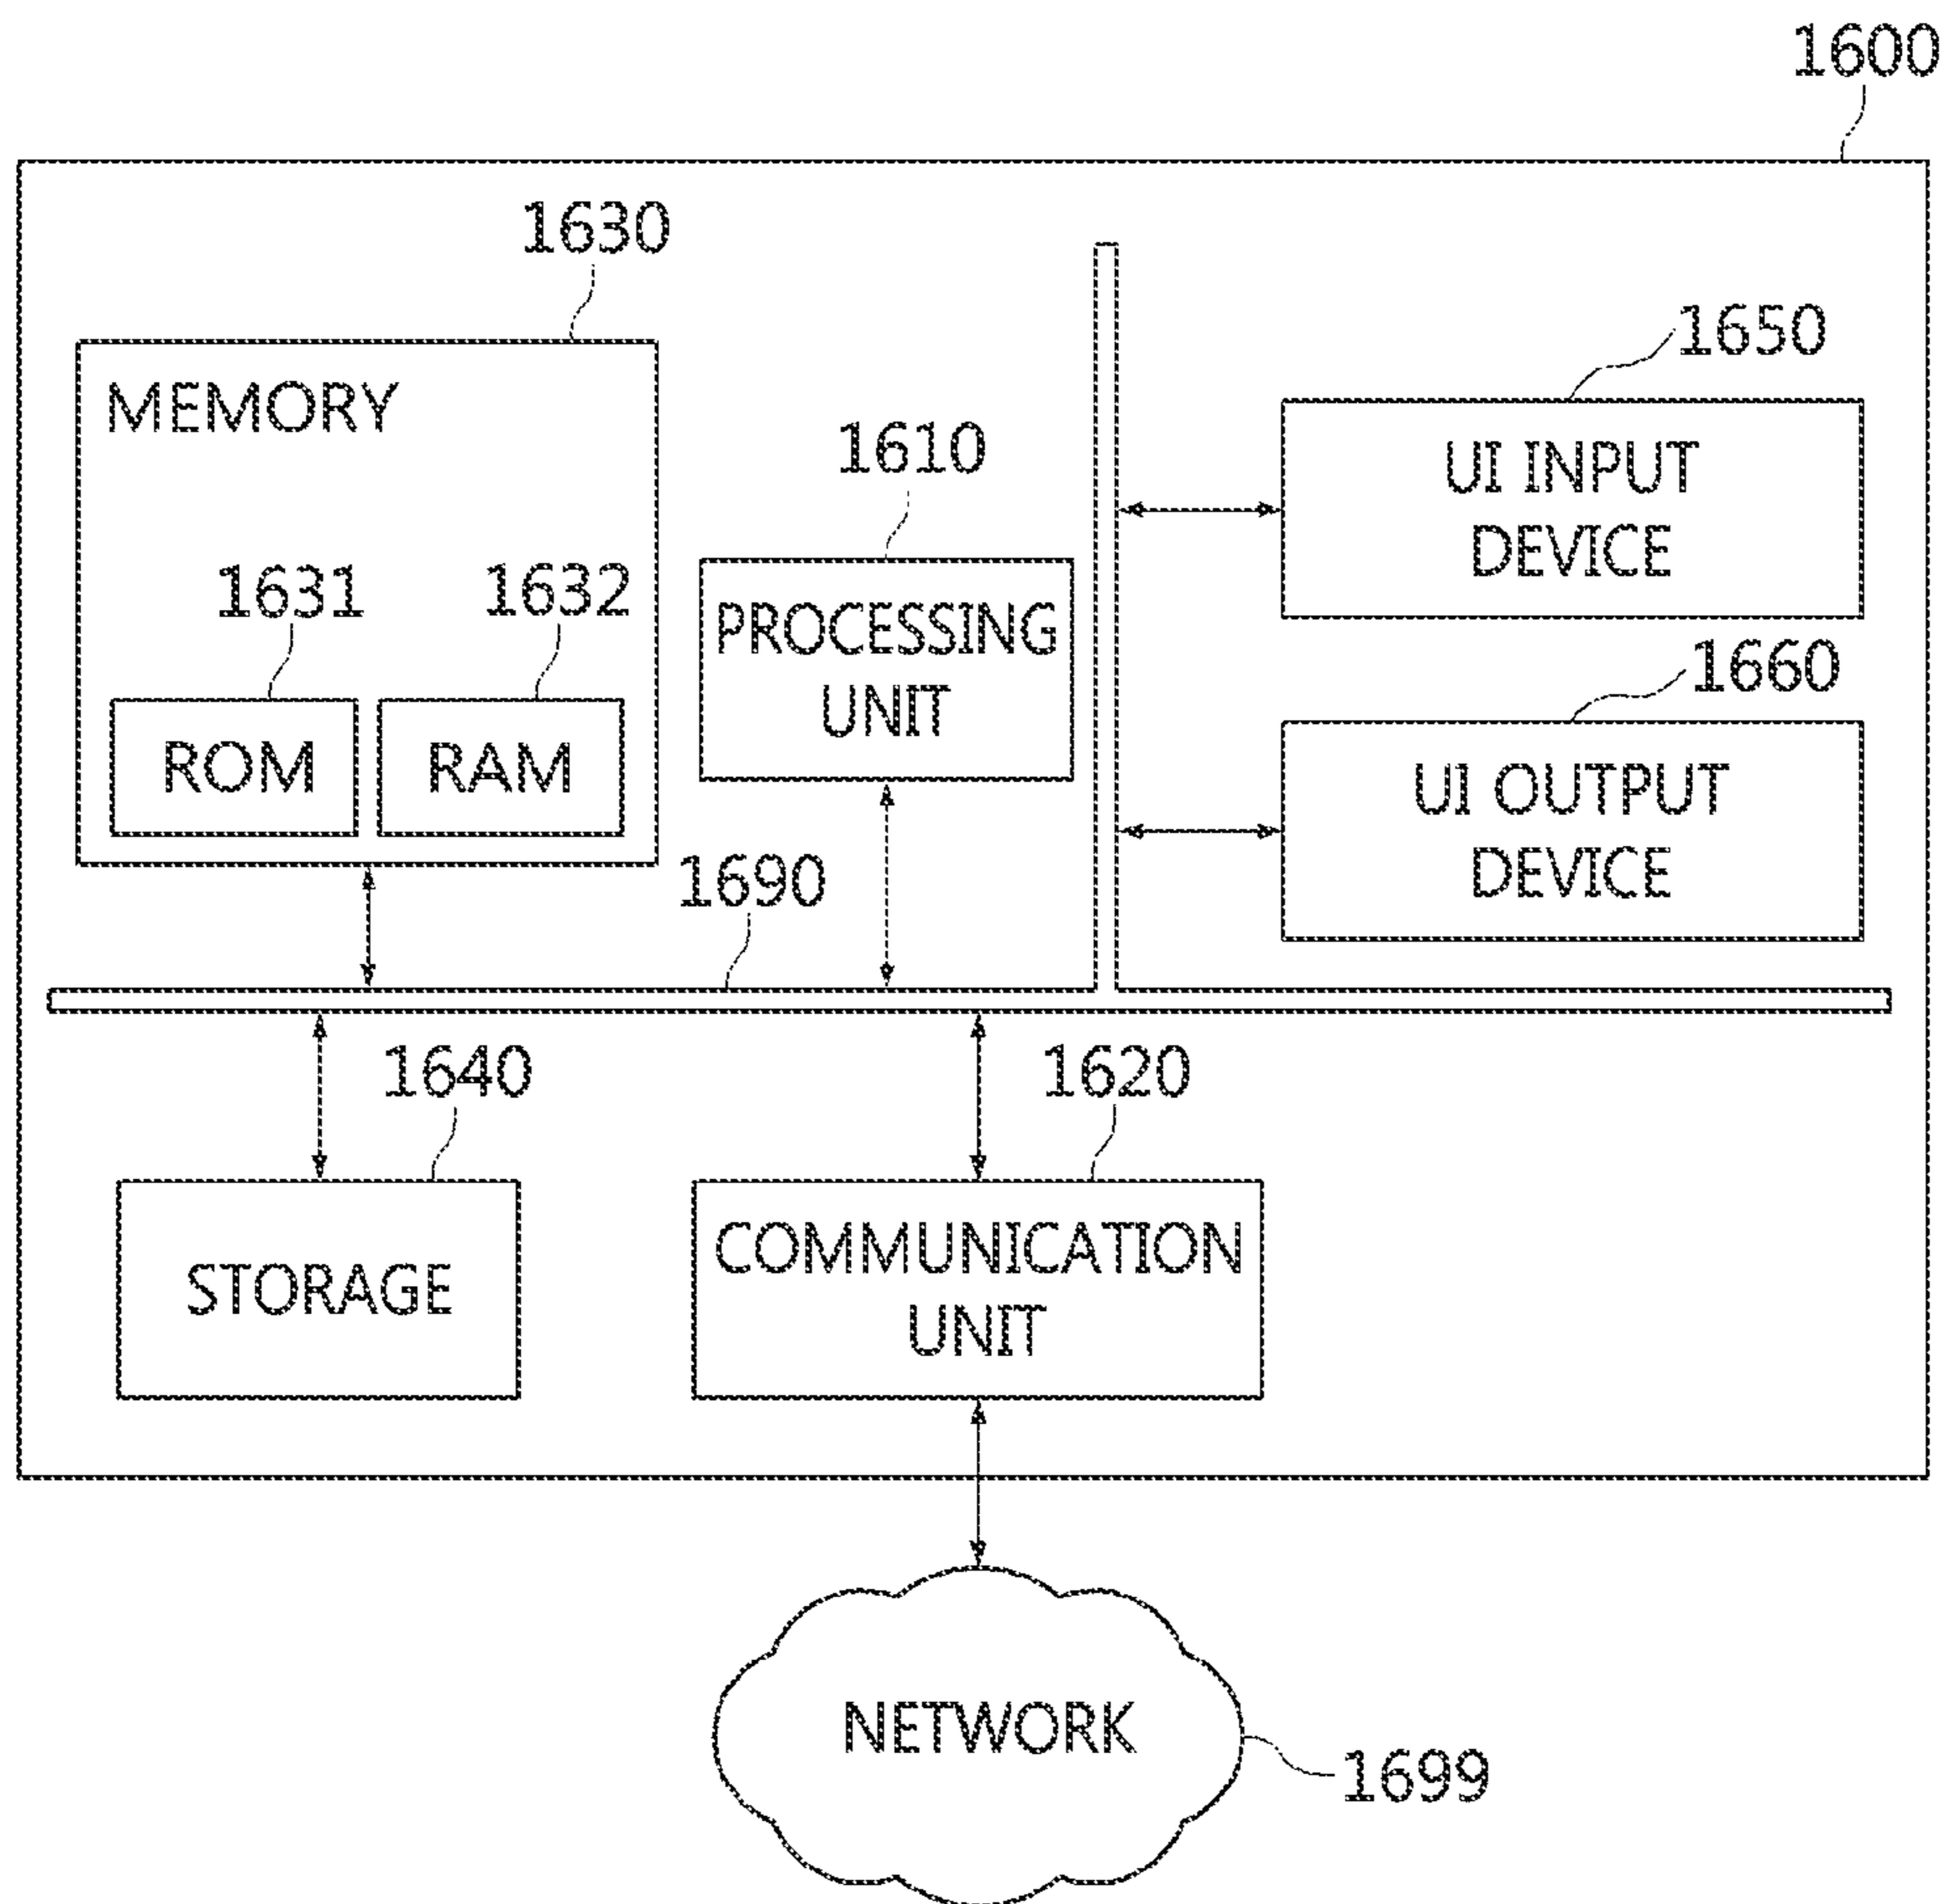 1600
1630
MEMORY
1631
1632
ROM
RAM
1610
PROCESSING
UNIT
1650
UI INPUT
DEVICE
1660
UI OUTPUT
DEVICE
1690
1640
STORAGE
1620
COMMUNICATION
UNIT
NETWORK
1699